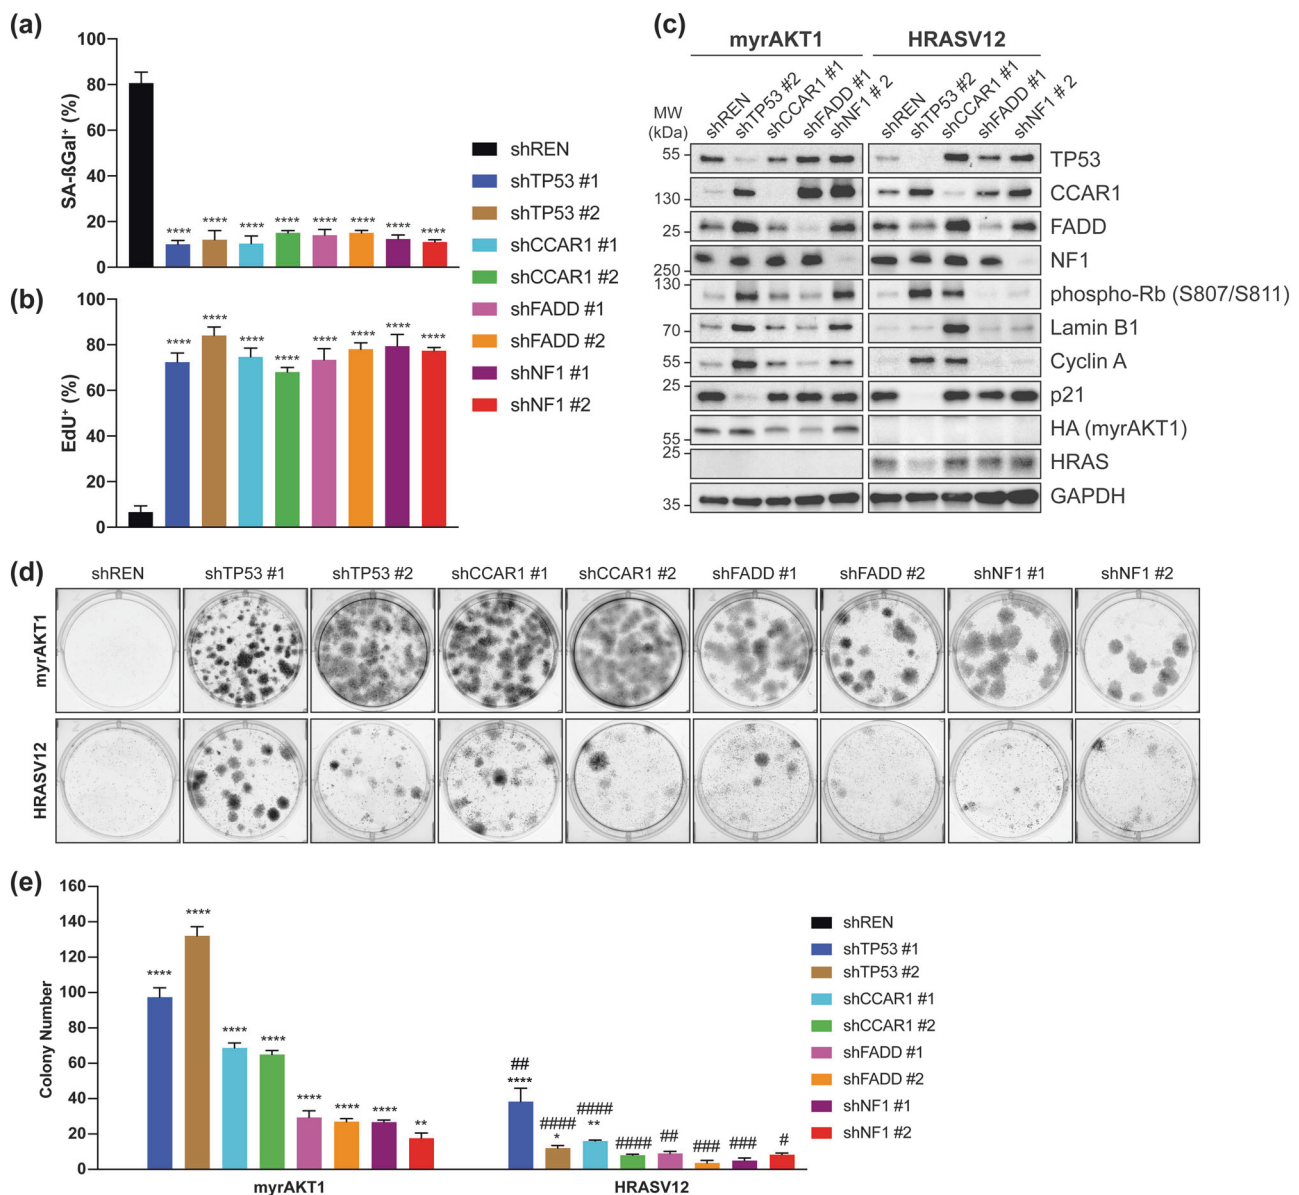 (a)
SA-ßGal⁺ (%)
100
80
60
40
20
0
**** **** **** **** **** **** **** ****
(b)
EdU⁺ (%)
100
80
60
40
20
0
**** **** **** **** **** **** **** ****
shREN
shTP53 #1
shTP53 #2
shCCAR1 #1
shCCAR1 #2
shFADD #1
shFADD #2
shNF1 #1
shNF1 #2
(c)
myrAKT1 HRASV12
MW
(kDa)
shREN shTP53 #2 shCCAR1 #1 shFADD #1 shNF1 # 2 shREN shTP53 #2 shCCAR1 #1 shFADD #1 shNF1 # 2
55 TP53
130 CCAR1
25 FADD
250 NF1
130 phospho-Rb (S807/S811)
70 Lamin B1
55 Cyclin A
25 p21
55 HA (myrAKT1)
25 HRAS
35 GAPDH
(d)
shREN shTP53 #1 shTP53 #2 shCCAR1 #1 shCCAR1 #2 shFADD #1 shFADD #2 shNF1 #1 shNF1 #2
myrAKT1
HRASV12
(e)
Colony Number
160
140
120
100
80
60
40
20
0
**** **** **** **** **** **** **** **
## #### #### #### ## ### ### #
**** * **
myrAKT1 HRASV12
shREN
shTP53 #1
shTP53 #2
shCCAR1 #1
shCCAR1 #2
shFADD #1
shFADD #2
shNF1 #1
shNF1 #2